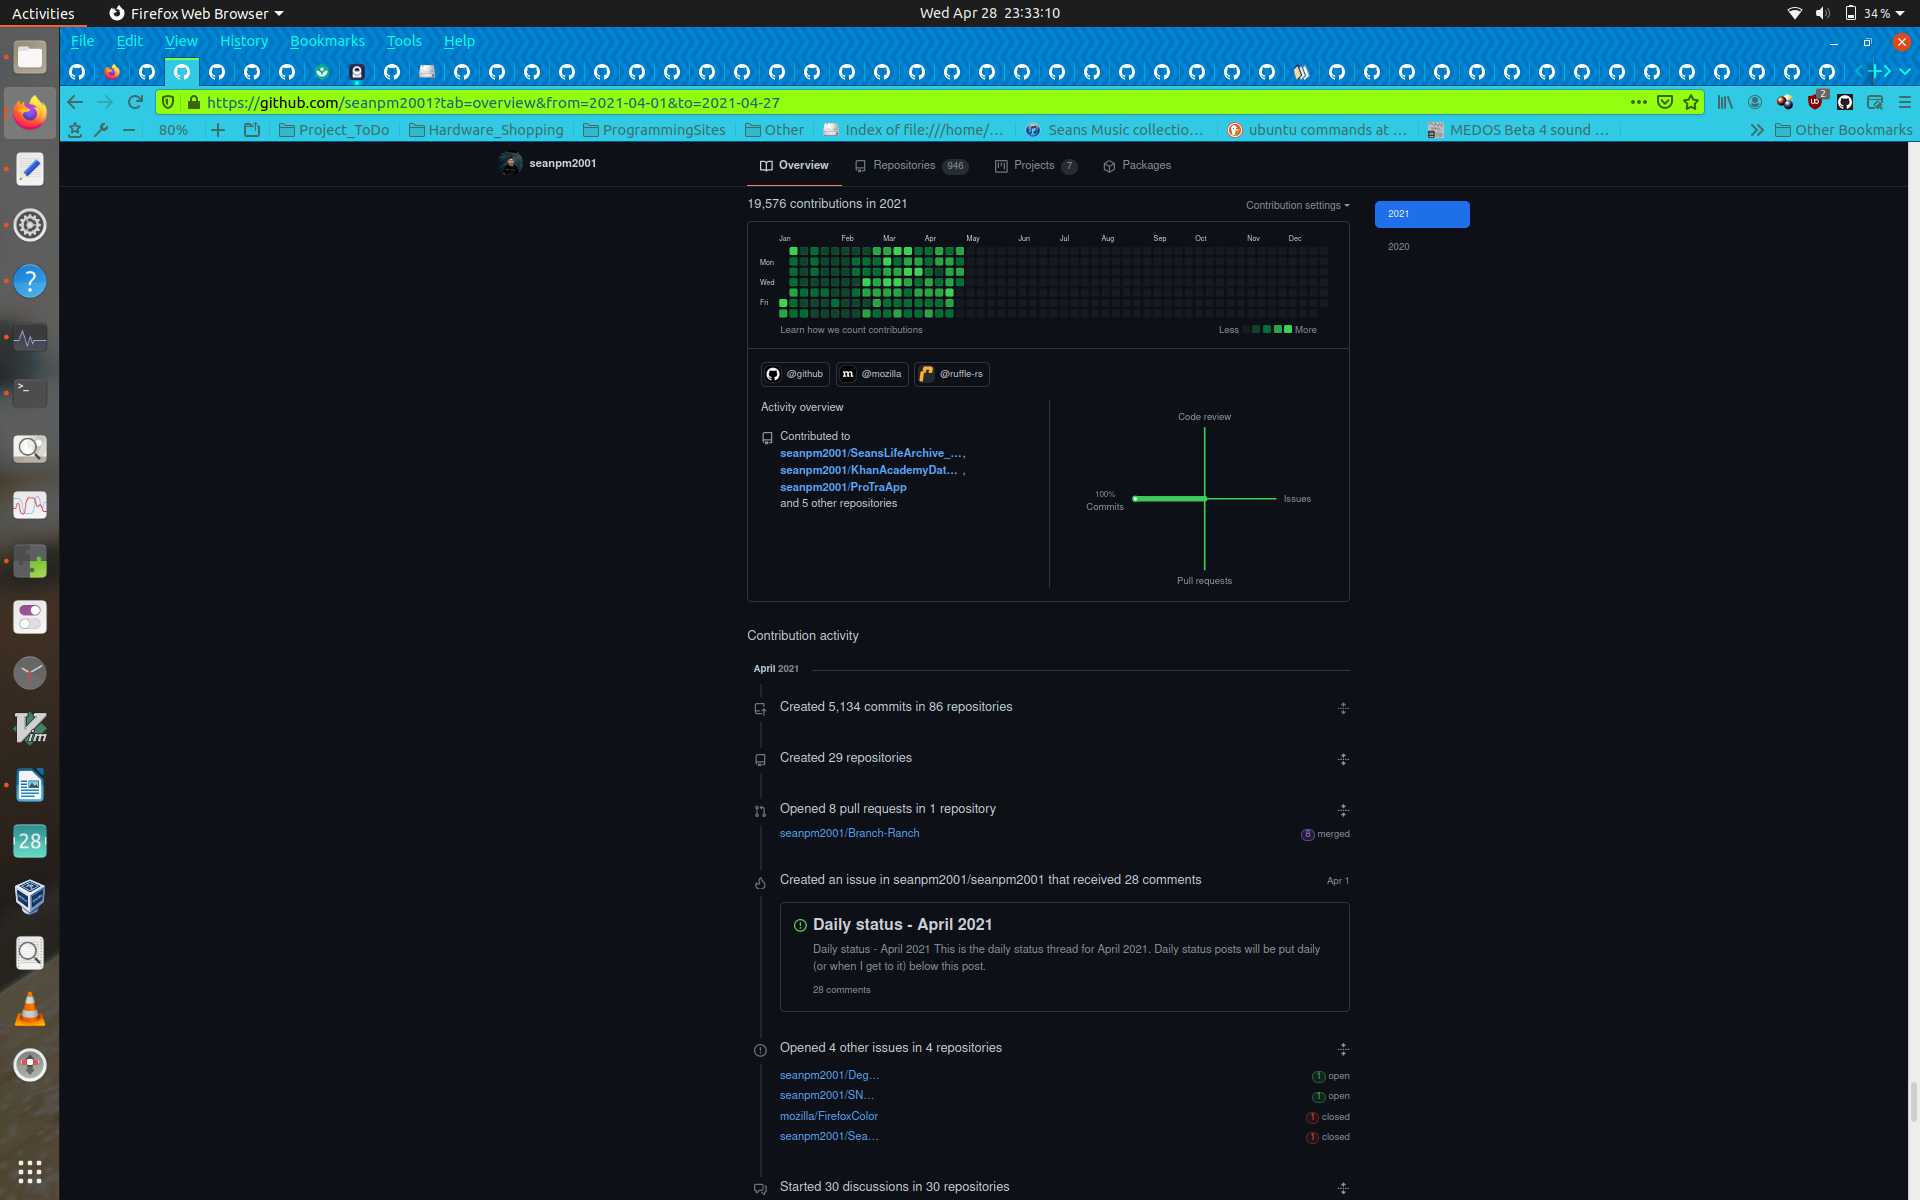 Activities Firefox Web Browser Wed Apr 28 23:33:10 34%
File Edit View History Bookmarks Tools Help
https://github.com/seanpm2001?tab=overview&from=2021-04-01&to=2021-04-27 2
80% Project_ToDo Hardware_Shopping ProgrammingSites Other Index of file:///home/... Seans Music collectio... ubuntu commands at ... MEDOS Beta 4 sound ... Other Bookmarks
seanpm2001 Overview Repositories 946 Projects 7 Packages
19,576 contributions in 2021 Contribution settings
2021
2020
Jan Feb Mar Apr May Jun Jul Aug Sep Oct Nov Dec
Mon
Wed
Fri
Learn how we count contributions Less More
@github m @mozilla @ruffle-rs
Activity overview
Contributed to
seanpm2001/SeansLifeArchive_...,
seanpm2001/KhanAcademyDat... ,
seanpm2001/ProTraApp
and 5 other repositories
Code review
100%
Commits
Issues
Pull requests
Contribution activity
April 2021
Created 5,134 commits in 86 repositories
Created 29 repositories
Opened 8 pull requests in 1 repository
seanpm2001/Branch-Ranch 8 merged
Created an issue in seanpm2001/seanpm2001 that received 28 comments Apr 1
Daily status - April 2021
Daily status - April 2021 This is the daily status thread for April 2021. Daily status posts will be put daily
(or when I get to it) below this post.
28 comments
Opened 4 other issues in 4 repositories
seanpm2001/Deg... 1 open
seanpm2001/SN... 1 open
mozilla/FirefoxColor 1 closed
seanpm2001/Sea... 1 closed
Started 30 discussions in 30 repositories
Vim
28